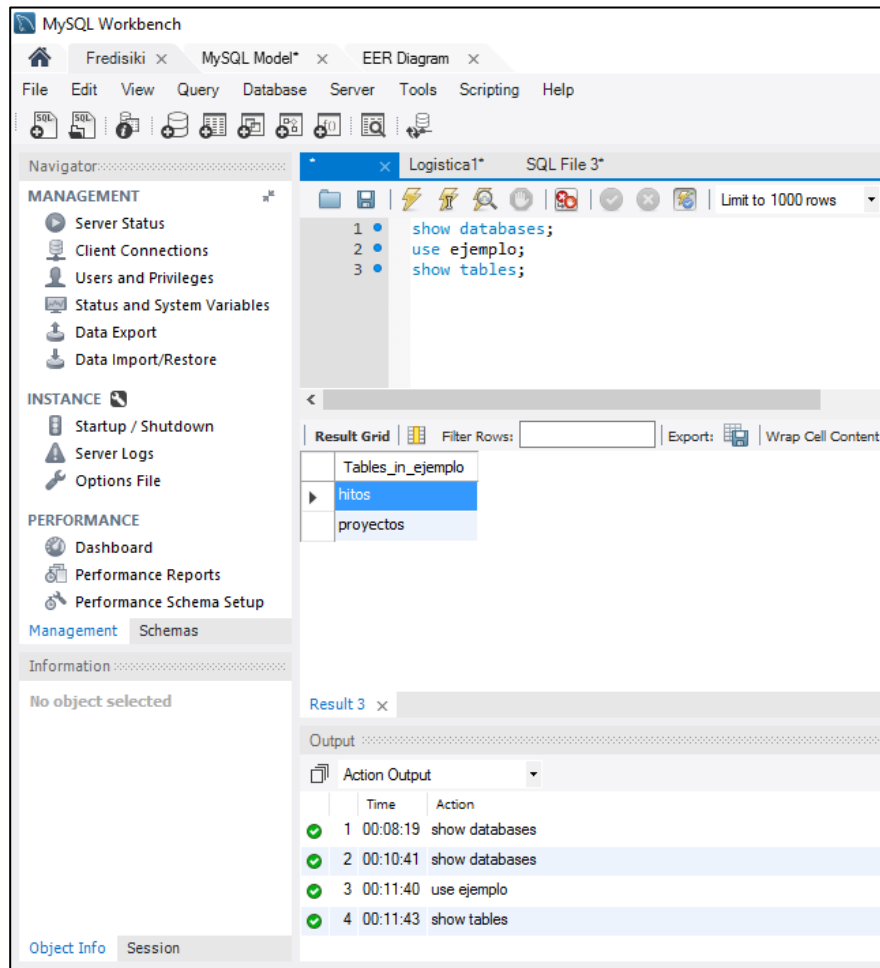 MySQL Workbench
Fredisiki
MySQL Model*
EER Diagram
File Edit View Query Database Server Tools Scripting Help
Navigator
MANAGEMENT
Server Status
Client Connections
Users and Privileges
Status and System Variables
Data Export
Data Import/Restore
INSTANCE
Startup / Shutdown
Server Logs
Options File
PERFORMANCE
Dashboard
Performance Reports
Performance Schema Setup
Management Schemas
Information
No object selected
Object Info Session
* Logistica1* SQL File 3*
Limit to 1000 rows
1 show databases;
2 use ejemplo;
3 show tables;
Result Grid Filter Rows: Export: Wrap Cell Content
Tables_in_ejemplo
hitos
proyectos
Result 3
Output
Action Output
Time Action
1 00:08:19 show databases
2 00:10:41 show databases
3 00:11:40 use ejemplo
4 00:11:43 show tables